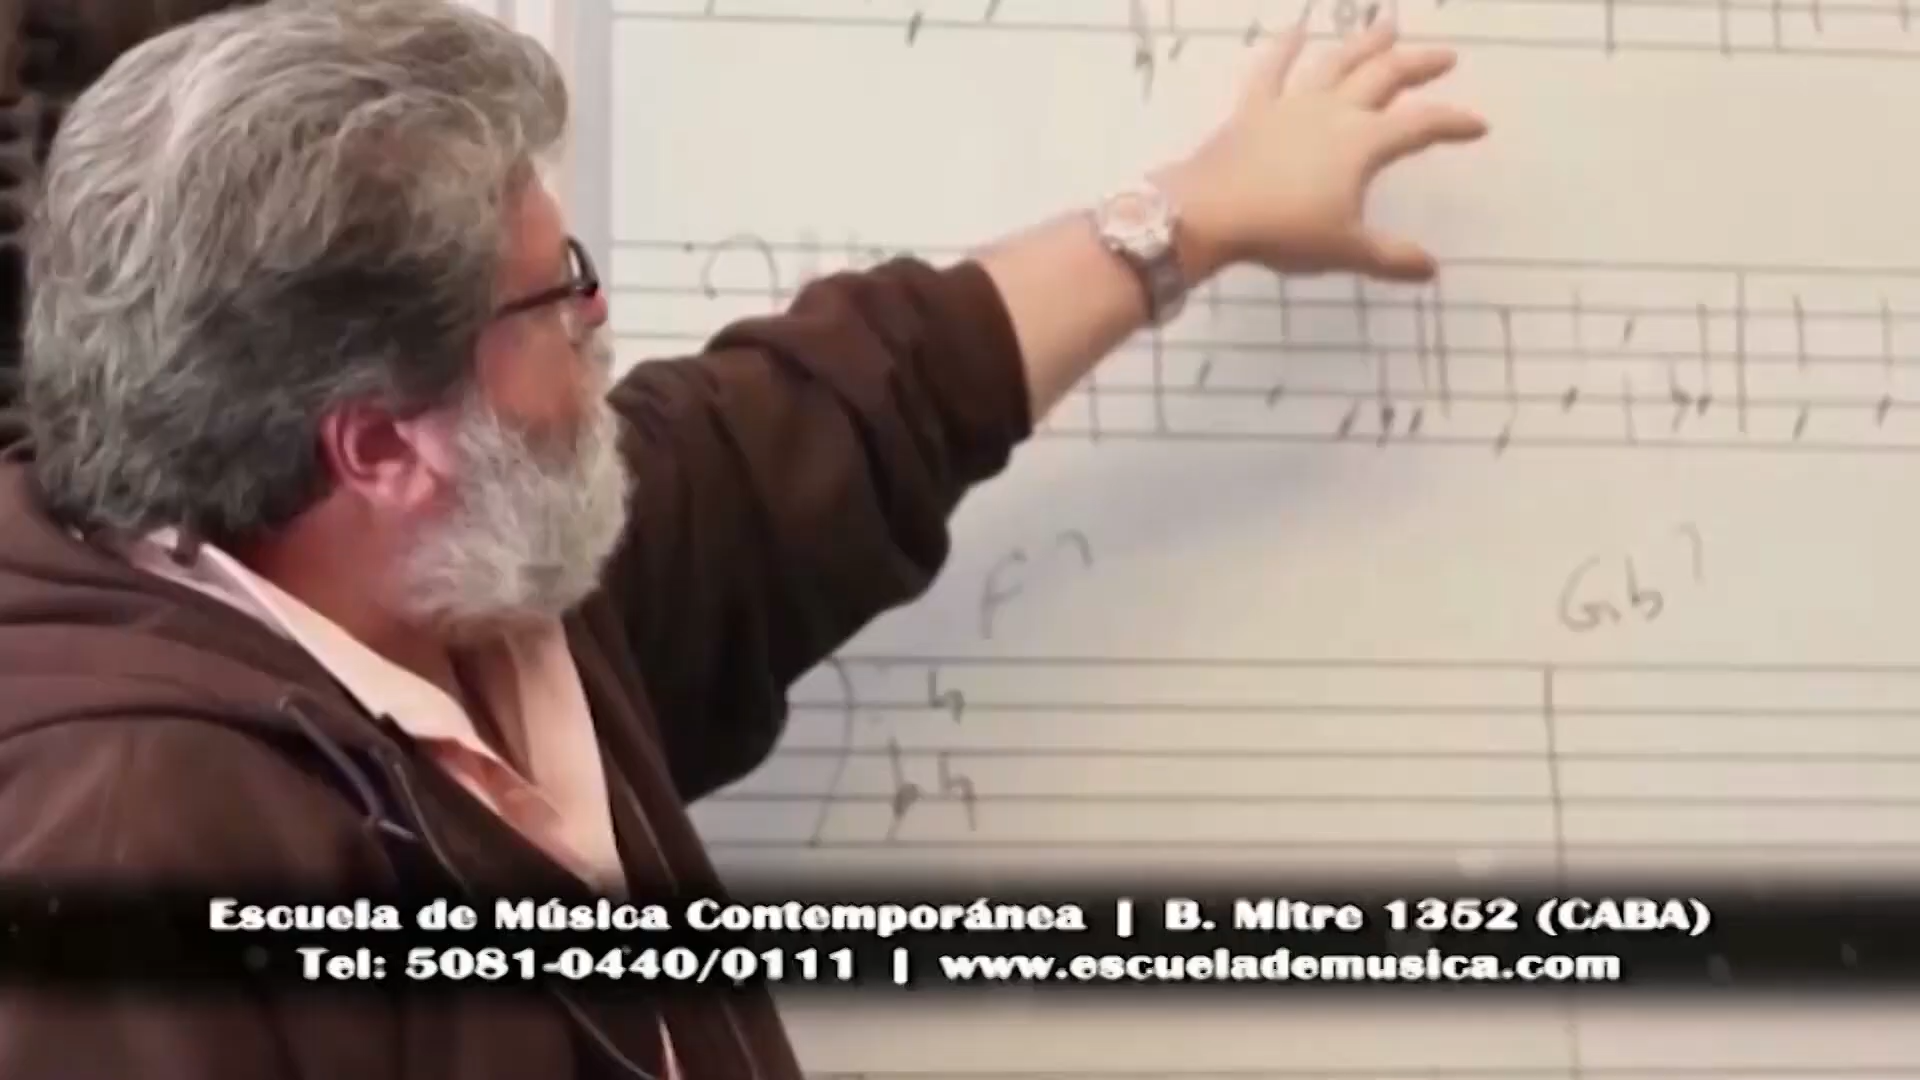 F7
Gb7
Escuela de Música Contemporánea | B. Mitre 1352 (CABA)
Tel: 5081-0440/0111 | www.escuelademusica.com